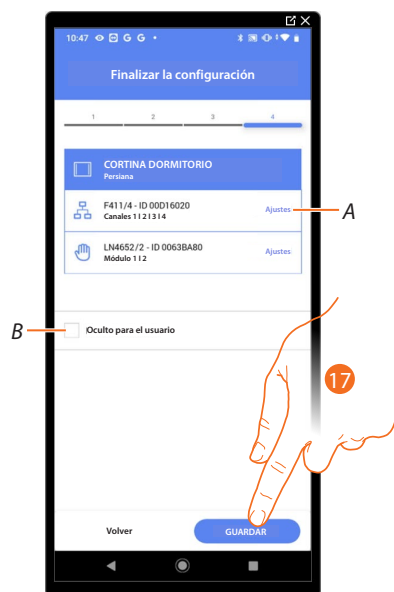 10:47 G G
Finalizar la configuración
1 2 3 4
CORTINA DORMITORIO
Persiana
F411/4 - ID 00D16020
Canales 1 I 2 I 3 I 4
Ajustes
A
LN4652/2 - ID 0063BA80
Módulo 1 I 2
Ajustes
B
Oculto para el usuario
17
Volver
GUARDAR